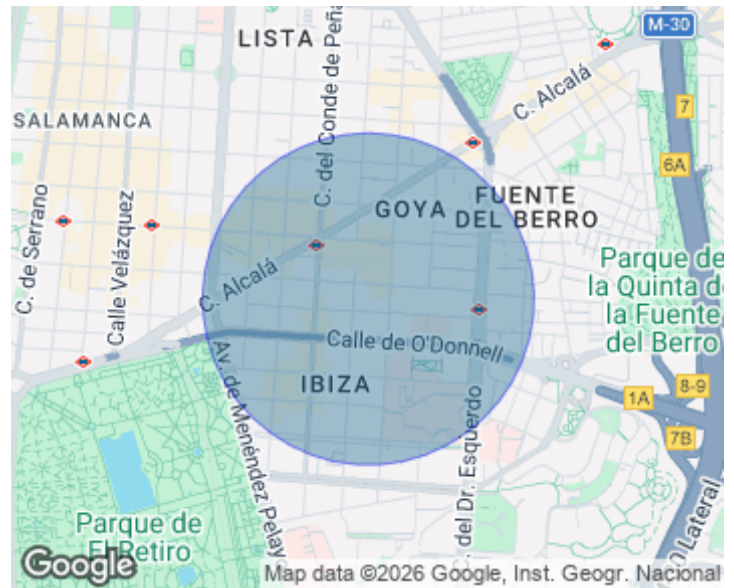 LISTA
M-30
C. del Conde de Peña
C. Alcalá
7
SALAMANCA
6A
GOYA
FUENTE
DEL BERRO
C. de Serrano
Calle Velázquez
C. Alcalá
Parque de
la Quinta d
la Fuente
del Berro
Calle de O'Donnell
IBIZA
Av. de Menéndez Pelay
1A
8-9
7B
. del Dr. Esquerdo
O Lateral
Parque de
El Retiro
Google
Map data ©2026 Google, Inst. Geogr. Nacional